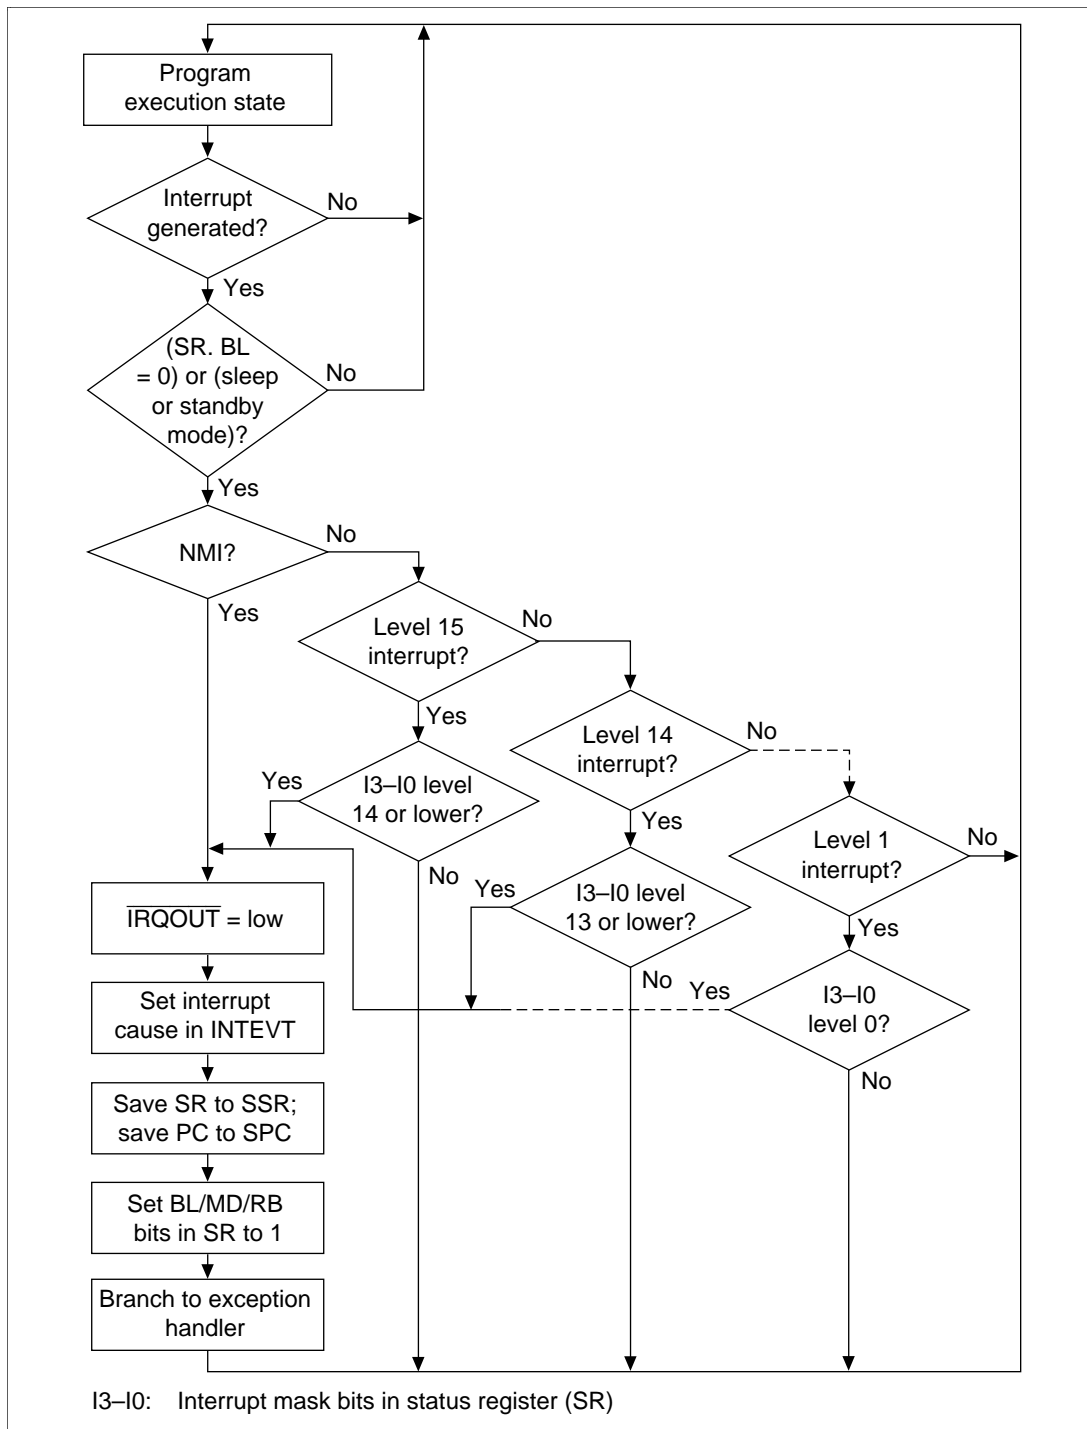 Program
execution state
Interrupt
generated?
No
Yes
(SR. BL
= 0) or (sleep
or standby
mode)?
No
Yes
NMI?
No
Yes
Level 15
interrupt?
No
Yes
Level 14
interrupt?
No
Yes
I3–I0 level
14 or lower?
Yes
No
Level 1
interrupt?
No
Yes
I3–I0 level
13 or lower?
Yes
No
I3–I0
level 0?
Yes
No
IRQOUT = low
Set interrupt
cause in INTEVT
Save SR to SSR;
save PC to SPC
Set BL/MD/RB
bits in SR to 1
Branch to exception
handler
I3–I0: Interrupt mask bits in status register (SR)